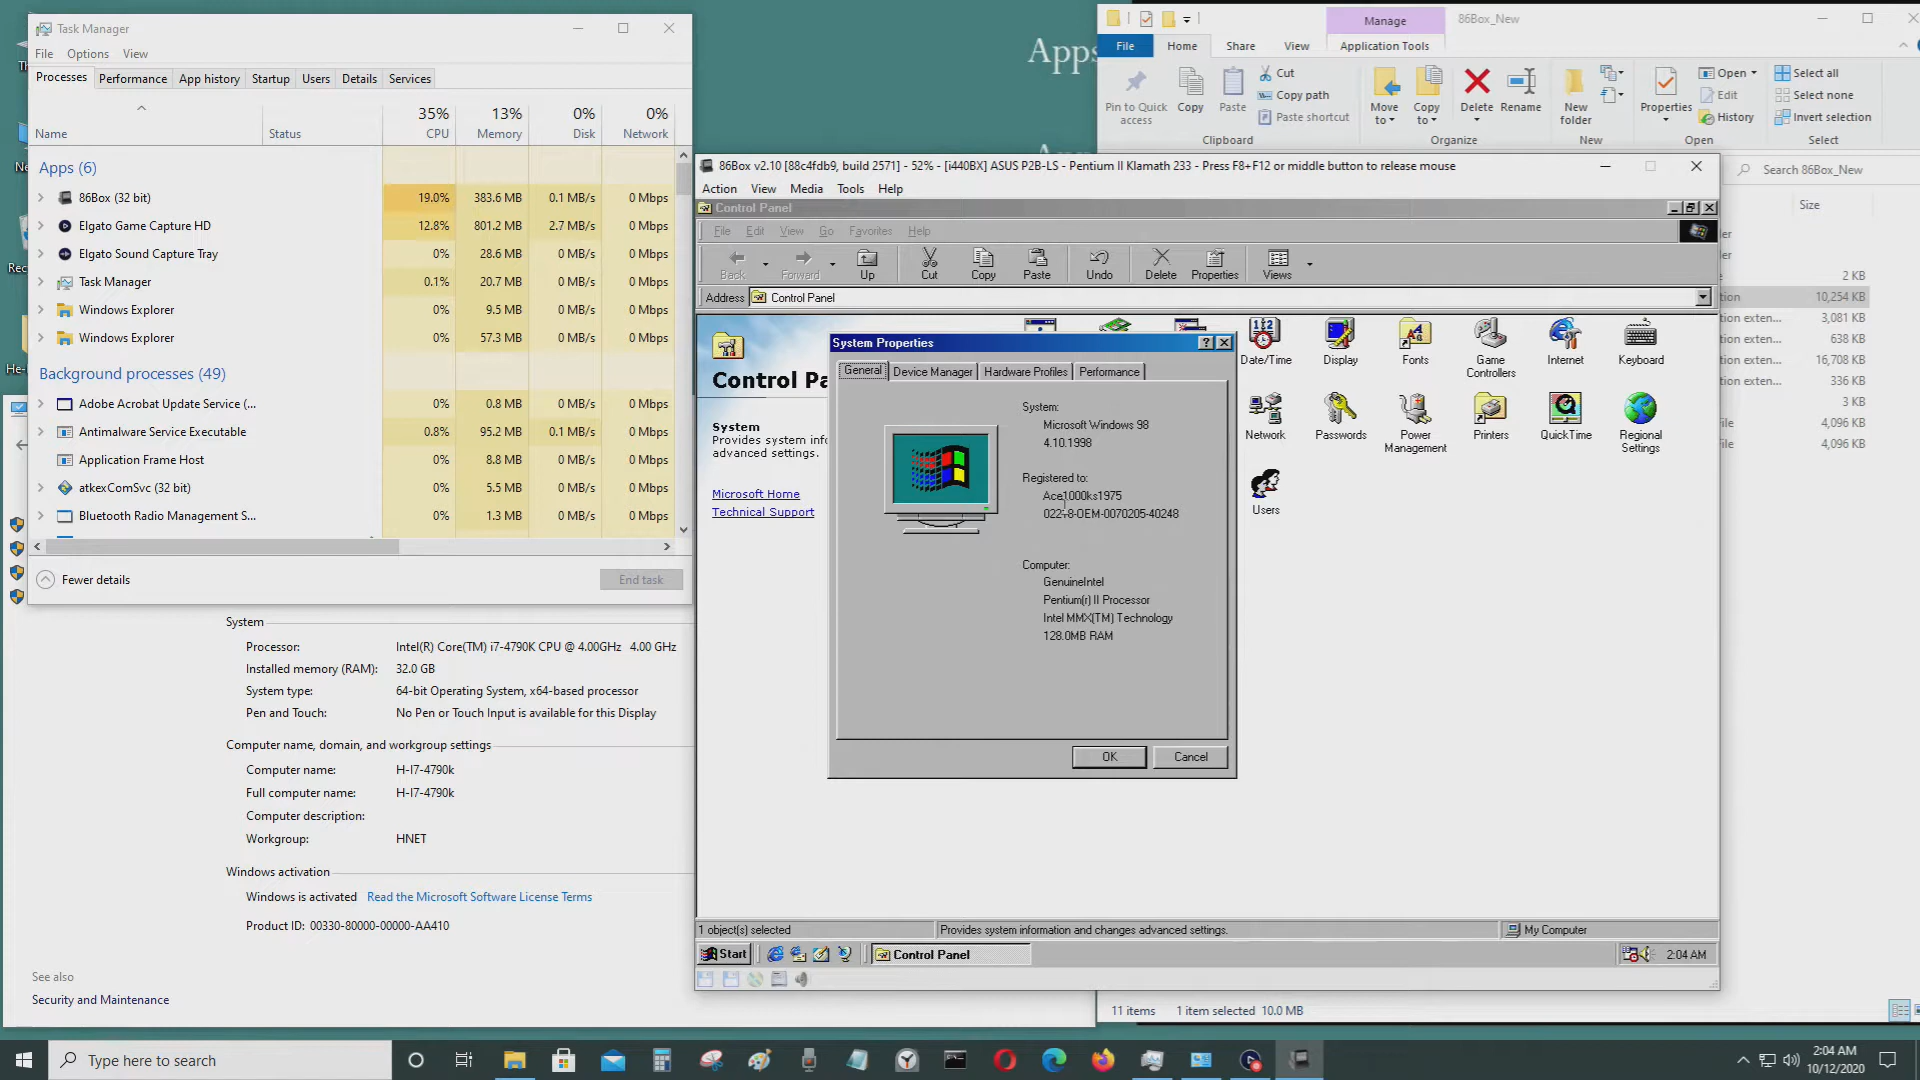 Task Manager
File Options View
Processes Performance App history Startup Users Details Services
35% 13% 0% 0%
Name Status CPU Memory Disk Network
Apps (6)
86Box (32 bit) 19.0% 383.6 MB 0.1 MB/s 0 Mbps
Elgato Game Capture HD 12.8% 801.2 MB 2.7 MB/s 0 Mbps
Elgato Sound Capture Tray 0% 28.6 MB 0 MB/s 0 Mbps
Task Manager 0.1% 20.7 MB 0 MB/s 0 Mbps
Windows Explorer 0% 9.5 MB 0 MB/s 0 Mbps
Windows Explorer 0% 57.3 MB 0 MB/s 0 Mbps
Background processes (49)
Adobe Acrobat Update Service (... 0% 0.8 MB 0 MB/s 0 Mbps
Antimalware Service Executable 0.8% 95.2 MB 0.1 MB/s 0 Mbps
Application Frame Host 0% 8.8 MB 0 MB/s 0 Mbps
atkexComSvc (32 bit) 0% 5.5 MB 0 MB/s 0 Mbps
Bluetooth Radio Management S... 0% 1.3 MB 0 MB/s 0 Mbps
Fewer details End task
System
Processor: Intel(R) Core(TM) i7-4790K CPU @ 4.00GHz 4.00 GHz
Installed memory (RAM): 32.0 GB
System type: 64-bit Operating System, x64-based processor
Pen and Touch: No Pen or Touch Input is available for this Display
Computer name, domain, and workgroup settings
Computer name: H-I7-4790k
Full computer name: H-I7-4790k
Computer description:
Workgroup: HNET
Windows activation
Windows is activated Read the Microsoft Software License Terms
Product ID: 00330-80000-00000-AA410
See also
Security and Maintenance
Apps
Manage 86Box_New
File Home Share View Application Tools
Pin to Quick access Copy Paste Cut Copy path Paste shortcut
Move to Copy to Delete Rename New folder
Properties Open Edit History Select all Select none Invert selection
Clipboard Organize New Open Select
Search 86Box_New
Size
2 KB
tion 10,254 KB
tion exten... 3,081 KB
tion exten... 638 KB
tion exten... 16,708 KB
tion exten... 336 KB
3 KB
file 4,096 KB
file 4,096 KB
11 items 1 item selected 10.0 MB
86Box v2.10 [88c4fdb9, build 2571] - 52% - [i440BX] ASUS P2B-LS - Pentium II Klamath 233 - Press F8+F12 or middle button to release mouse
Action View Media Tools Help
Control Panel
File Edit View Go Favorites Help
Back Forward Up Cut Copy Paste Undo Delete Properties Views
Address Control Panel
Control Pa
System
Provides system info
advanced settings.
Microsoft Home
Technical Support
Date/Time Display Fonts Game Controllers Internet Keyboard
Network Passwords Power Management Printers QuickTime Regional Settings
Users
System Properties
General Device Manager Hardware Profiles Performance
System:
Microsoft Windows 98
4.10.1998
Registered to:
Ace1000ks1975
022-8-OEM-0070205-40248
Computer:
GenuineIntel
Pentium(r) II Processor
Intel MMX(TM) Technology
128.0MB RAM
OK Cancel
1 object(s) selected Provides system information and changes advanced settings. My Computer
Start Control Panel 2:04 AM
Type here to search
2:04 AM
10/12/2020